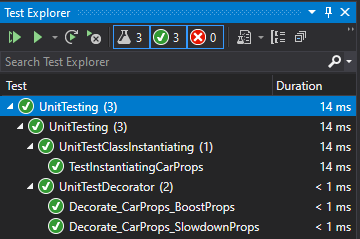 Test Explorer
3 3 0
Search Test Explorer
Test Duration
UnitTesting (3) 14 ms
UnitTesting (3) 14 ms
UnitTestClassInstantiating (1) 14 ms
TestInstantiatingCarProps 14 ms
UnitTestDecorator (2) < 1 ms
Decorate_CarProps_BoostProps < 1 ms
Decorate_CarProps_SlowdownProps < 1 ms